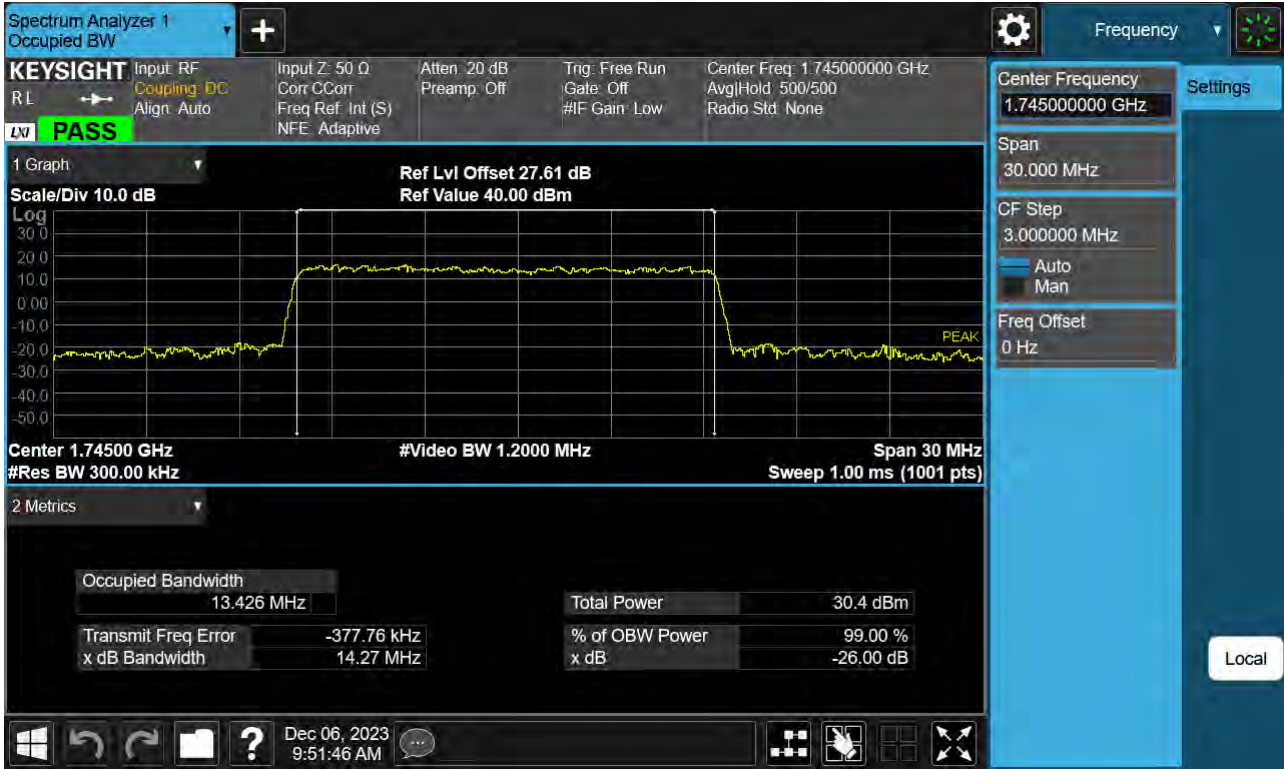 Spectrum Analyzer 1
Occupied BW
+
Frequency
KEYSIGHT
RL
LXI
PASS
Input: RF
Coupling: DC
Align: Auto
Input Z: 50 Ω
Corr CCorr
Freq Ref: Int (S)
NFE: Adaptive
Atten: 20 dB
Preamp: Off
Trig: Free Run
Gate: Off
#IF Gain: Low
Center Freq: 1.745000000 GHz
Avg|Hold: 500/500
Radio Std: None
1 Graph
Scale/Div 10.0 dB
Ref Lvl Offset 27.61 dB
Ref Value 40.00 dBm
Log
30.0
20.0
10.0
0.00
-10.0
-20.0
-30.0
-40.0
-50.0
PEAK
Center 1.74500 GHz
#Video BW 1.2000 MHz
Span 30 MHz
#Res BW 300.00 kHz
Sweep 1.00 ms (1001 pts)
2 Metrics
Occupied Bandwidth
13.426 MHz
Total Power 30.4 dBm
Transmit Freq Error -377.76 kHz
% of OBW Power 99.00 %
x dB Bandwidth 14.27 MHz
x dB -26.00 dB
Center Frequency
1.745000000 GHz
Span
30.000 MHz
CF Step
3.000000 MHz
Auto
Man
Freq Offset
0 Hz
Settings
Local
?
Dec 06, 2023
9:51:46 AM